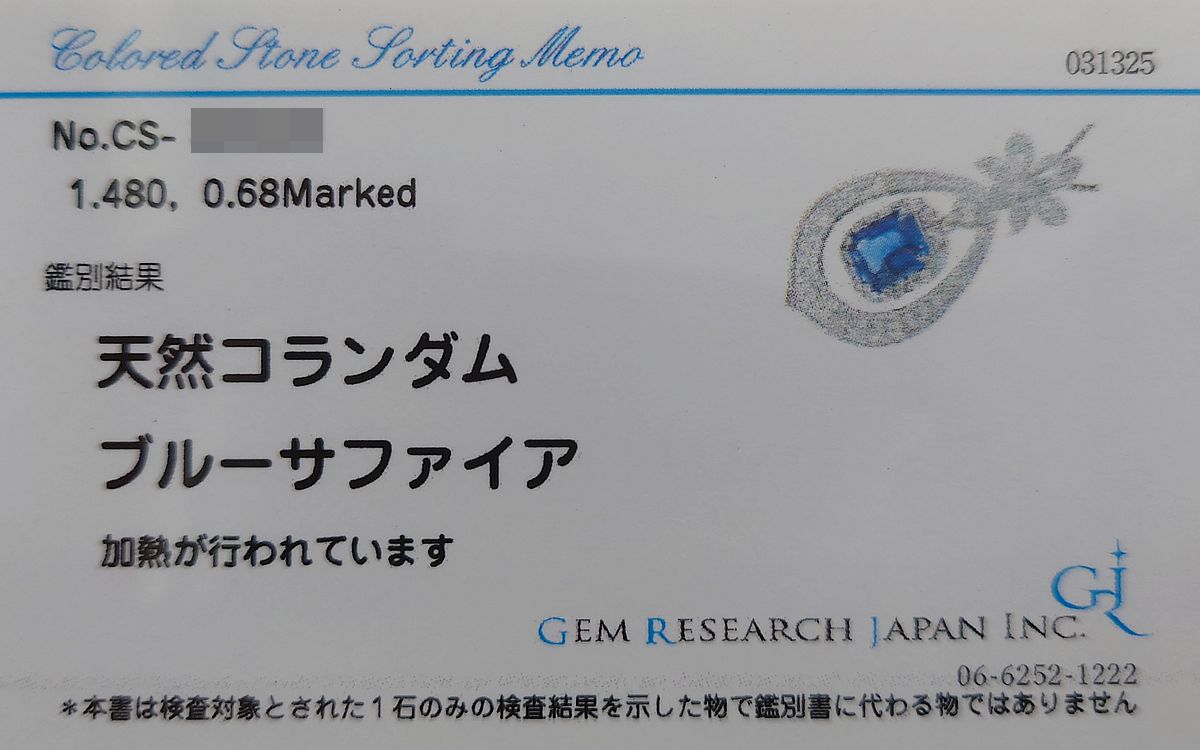 Colored Stone Sorting Memo
031325
No.CS-
1.480, 0.68Marked
鑑別結果
天然コランダム
ブルーサファイア
加熱が行われています
GJR
GEM RESEARCH JAPAN INC.
06-6252-1222
*本書は検査対象とされた1石のみの検査結果を示した物で鑑別書に代わる物ではありません